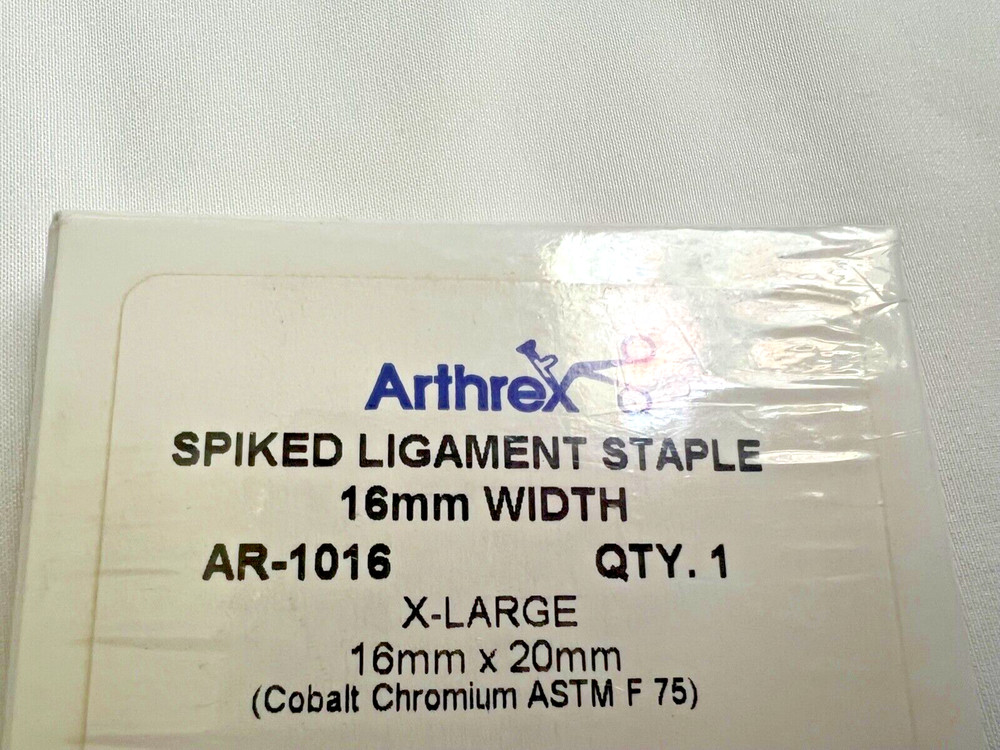 Arthrex
SPIKED LIGAMENT STAPLE
16mm WIDTH
AR-1016 QTY. 1
X-LARGE
16mm x 20mm
(Cobalt Chromium ASTM F 75)